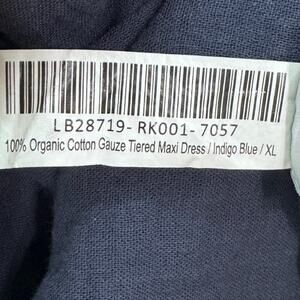 LB28719-RK001-7057
100% Organic Cotton Gauze Tiered Maxi Dress / Indigo Blue / XL